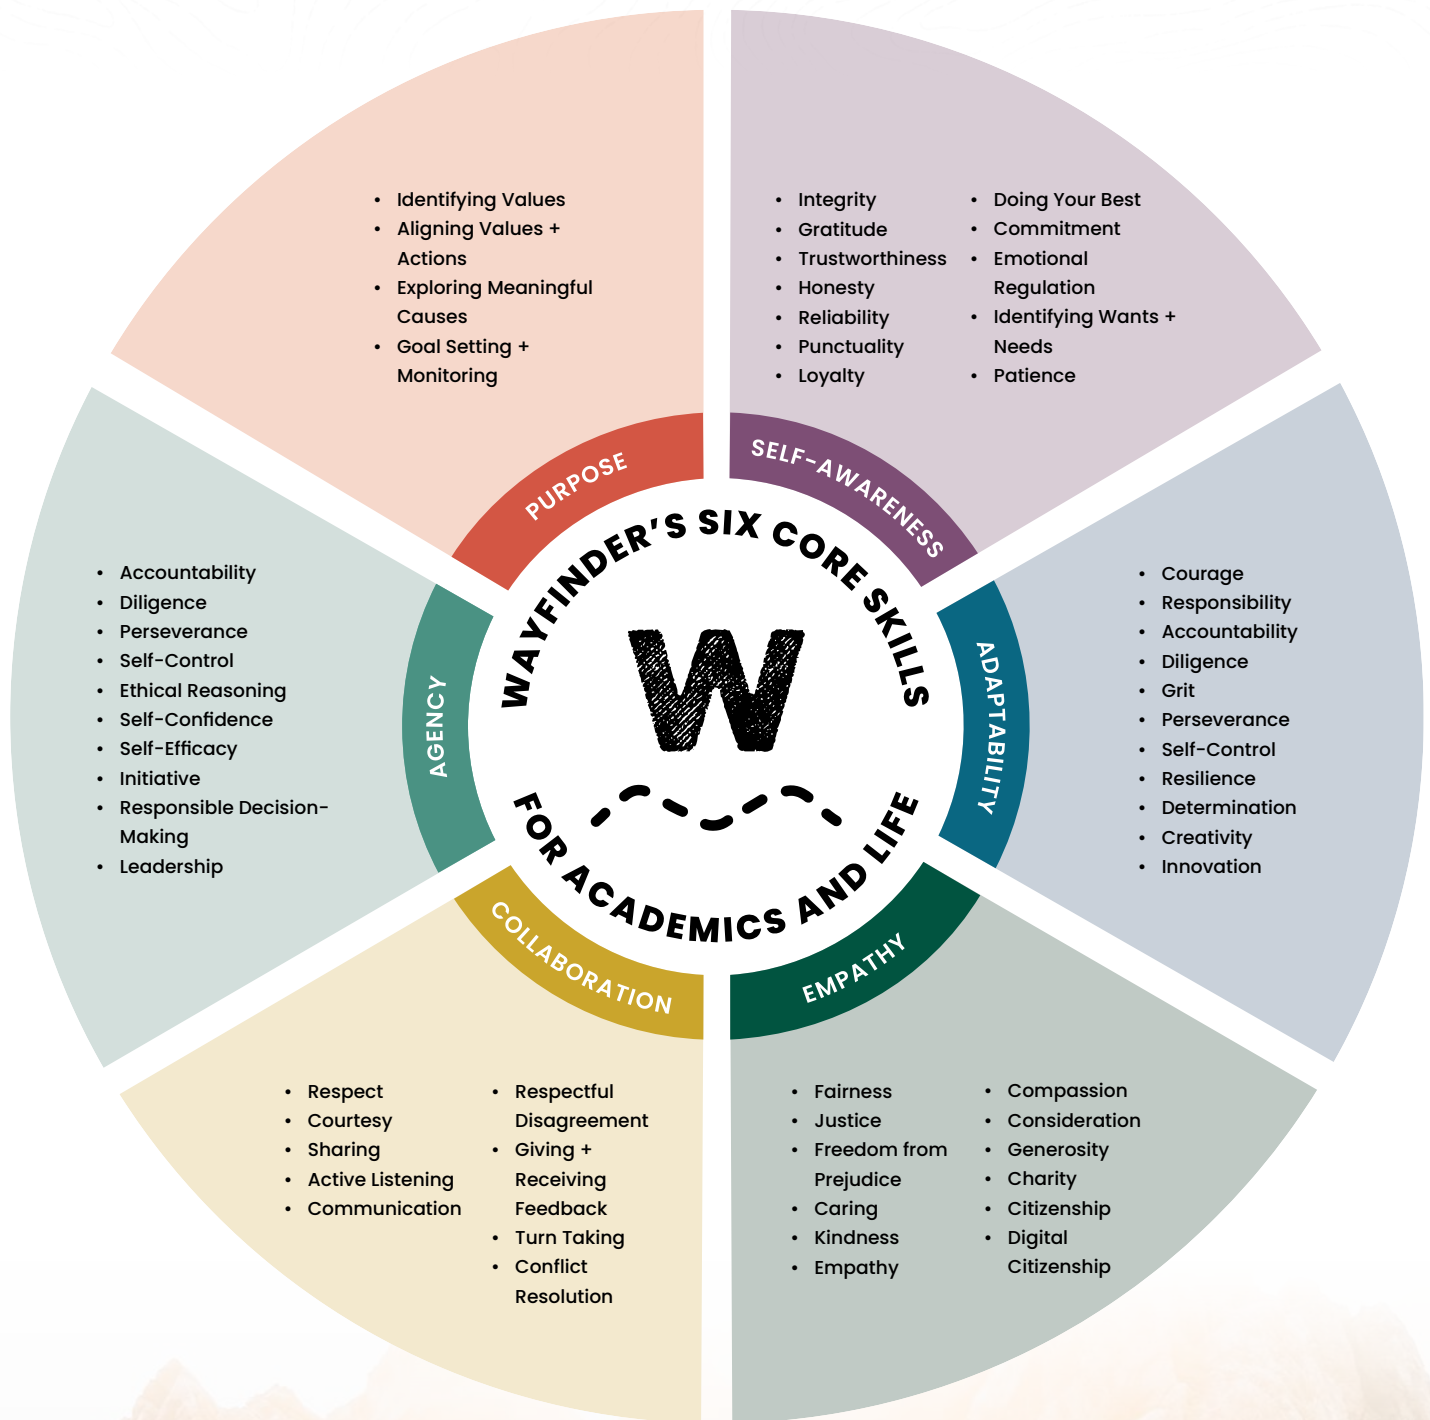 WAYFINDER'S SIX CORE SKILLS
W
FOR ACADEMICS AND LIFE
PURPOSE
• Identifying Values
• Aligning Values +
Actions
• Exploring Meaningful
Causes
• Goal Setting +
Monitoring
SELF-AWARENESS
• Integrity
• Gratitude
• Trustworthiness
• Honesty
• Reliability
• Punctuality
• Loyalty
• Doing Your Best
• Commitment
• Emotional
Regulation
• Identifying Wants +
Needs
• Patience
ADAPTABILITY
• Courage
• Responsibility
• Accountability
• Diligence
• Grit
• Perseverance
• Self-Control
• Resilience
• Determination
• Creativity
• Innovation
EMPATHY
• Fairness
• Justice
• Freedom from
Prejudice
• Caring
• Kindness
• Empathy
• Compassion
• Consideration
• Generosity
• Charity
• Citizenship
• Digital
Citizenship
COLLABORATION
• Respect
• Courtesy
• Sharing
• Active Listening
• Communication
• Respectful
Disagreement
• Giving +
Receiving
Feedback
• Turn Taking
• Conflict
Resolution
AGENCY
• Accountability
• Diligence
• Perseverance
• Self-Control
• Ethical Reasoning
• Self-Confidence
• Self-Efficacy
• Initiative
• Responsible Decision-
Making
• Leadership